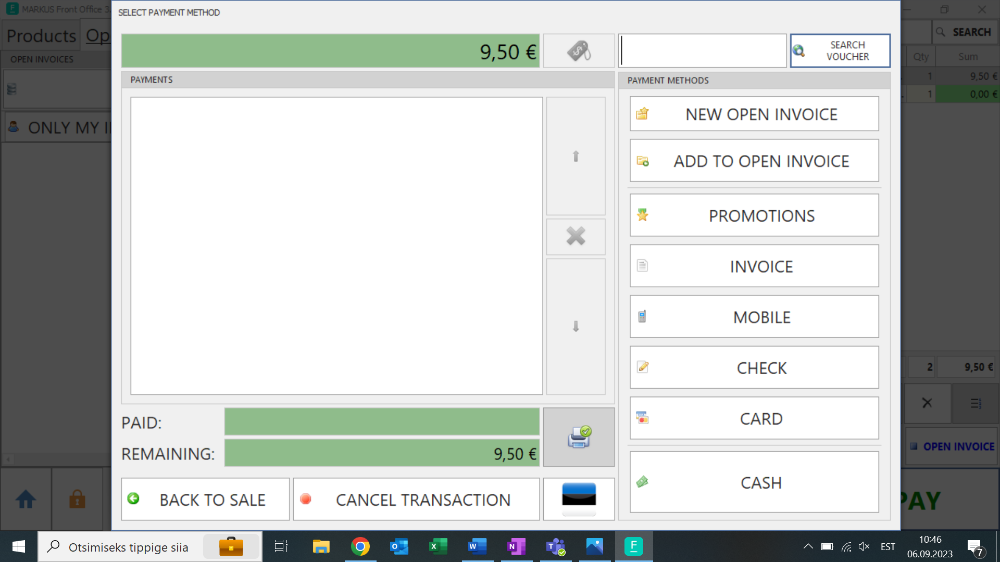 MARKUS Front Office 3.
SELECT PAYMENT METHOD
Products
Op
SEARCH
9,50 €
SEARCH
VOUCHER
OPEN INVOICES
Qty
Sum
PAYMENTS
PAYMENT METHODS
1
9,50 €
1
0,00 €
ONLY MY I
NEW OPEN INVOICE
ADD TO OPEN INVOICE
PROMOTIONS
INVOICE
MOBILE
CHECK
CARD
CASH
2
9,50 €
PAID:
REMAINING:
9,50 €
OPEN INVOICE
BACK TO SALE
CANCEL TRANSACTION
PAY
Otsimiseks tippige siia
EST
10:46
06.09.2023
7